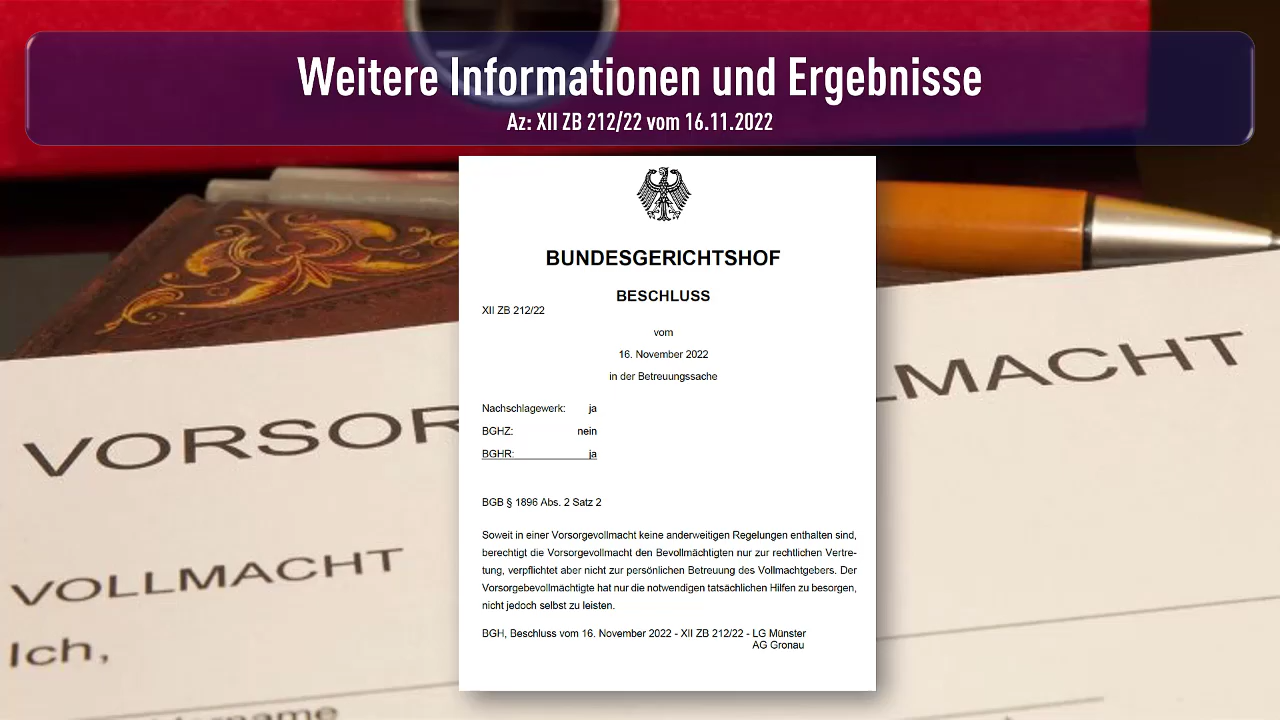 Weitere Informationen und Ergebnisse
Az: XII ZB 212/22 vom 16.11.2022
BUNDESGERICHTSHOF
BESCHLUSS
XII ZB 212/22
vom
16. November 2022
in der Betreuungssache
Nachschlagewerk: ja
BGHZ: nein
BGHR: ja
BGB § 1896 Abs. 2 Satz 2
Soweit in einer Vorsorgevollmacht keine anderweitigen Regelungen enthalten sind,
berechtigt die Vorsorgevollmacht den Bevollmächtigten nur zur rechtlichen Vertre-
tung, verpflichtet aber nicht zur persönlichen Betreuung des Vollmachtgebers. Der
Vorsorgebevollmächtigte hat nur die notwendigen tatsächlichen Hilfen zu besorgen,
nicht jedoch selbst zu leisten.
BGH, Beschluss vom 16. November 2022 - XII ZB 212/22 - LG Münster
AG Gronau
VORSOR LMACHT
VOLLMACHT
Ich,